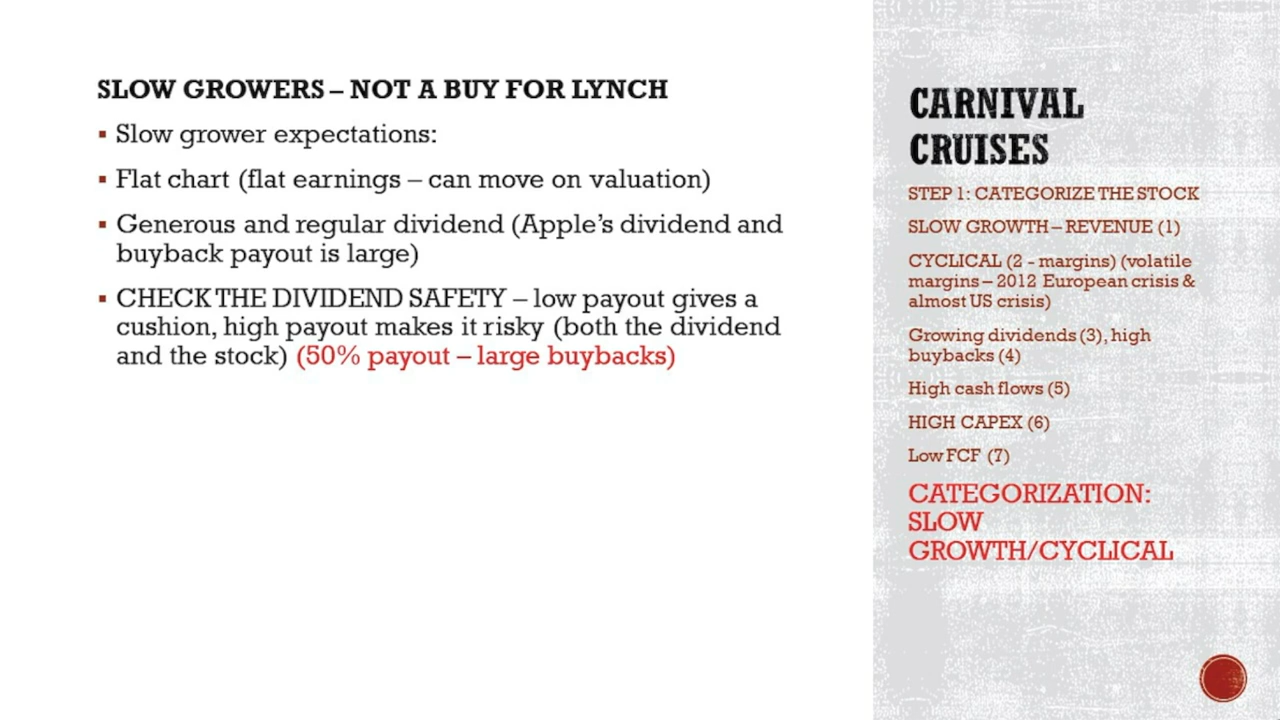 SLOW GROWERS – NOT A BUY FOR LYNCH
▪ Slow grower expectations:
▪ Flat chart (flat earnings – can move on valuation)
▪ Generous and regular dividend (Apple's dividend and
buyback payout is large)
▪ CHECK THE DIVIDEND SAFETY – low payout gives a
cushion, high payout makes it risky (both the dividend
and the stock) (50% payout – large buybacks)
CARNIVAL
CRUISES
STEP 1: CATEGORIZE THE STOCK
SLOW GROWTH – REVENUE (1)
CYCLICAL (2 - margins) (volatile
margins – 2012 European crisis &
almost US crisis)
Growing dividends (3), high
buybacks (4)
High cash flows (5)
HIGH CAPEX (6)
Low FCF (7)
CATEGORIZATION:
SLOW
GROWTH/CYCLICAL